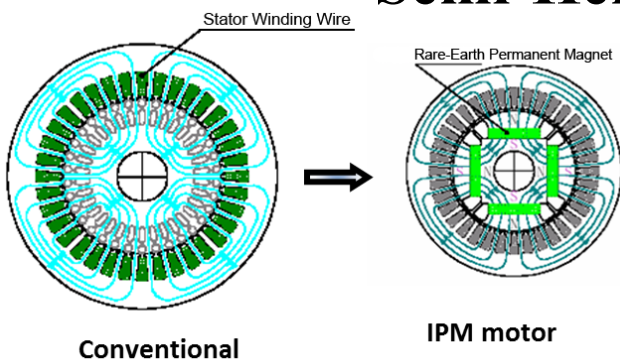 Stator Winding Wire
Rare-Earth Permanent Magnet
N
S
S
N
N
S
S
N
Conventional
IPM motor